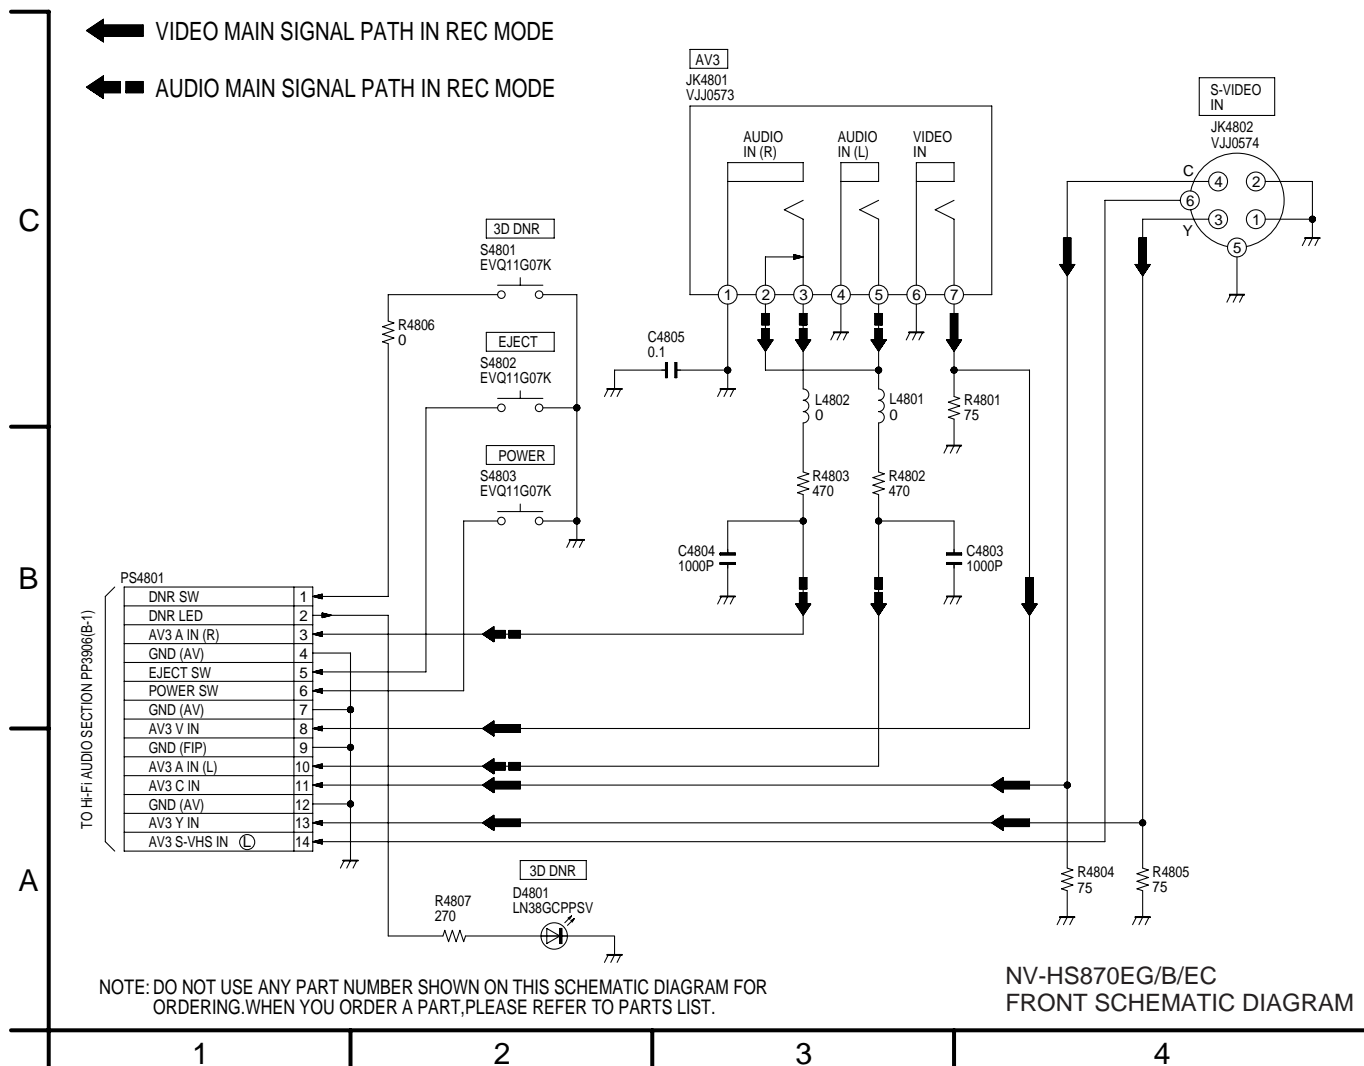 VIDEO MAIN SIGNAL PATH IN REC MODE
AUDIO MAIN SIGNAL PATH IN REC MODE
AV3
JK4801
VJJ0573
AUDIO
IN (R)
AUDIO
IN (L)
VIDEO
IN
1 2 3 4 5 6 7
S-VIDEO
IN
JK4802
VJJ0574
C
4 2
6
3 1
Y
5
C
3D DNR
S4801
EVQ11G07K
R4806
0
EJECT
S4802
EVQ11G07K
C4805
0.1
L4802
0
L4801
0
R4801
75
POWER
S4803
EVQ11G07K
R4803
470
R4802
470
C4804
1000P
C4803
1000P
B
PS4801
TO Hi-Fi AUDIO SECTION PP3906(B-1)
DNR SW 1
DNR LED 2
AV3 A IN (R) 3
GND (AV) 4
EJECT SW 5
POWER SW 6
GND (AV) 7
AV3 V IN 8
GND (FIP) 9
AV3 A IN (L) 10
AV3 C IN 11
GND (AV) 12
AV3 Y IN 13
AV3 S-VHS IN L 14
A
3D DNR
D4801
LN38GCPPSV
R4807
270
R4804
75
R4805
75
NOTE: DO NOT USE ANY PART NUMBER SHOWN ON THIS SCHEMATIC DIAGRAM FOR
ORDERING.WHEN YOU ORDER A PART,PLEASE REFER TO PARTS LIST.
NV-HS870EG/B/EC
FRONT SCHEMATIC DIAGRAM
1 2 3 4